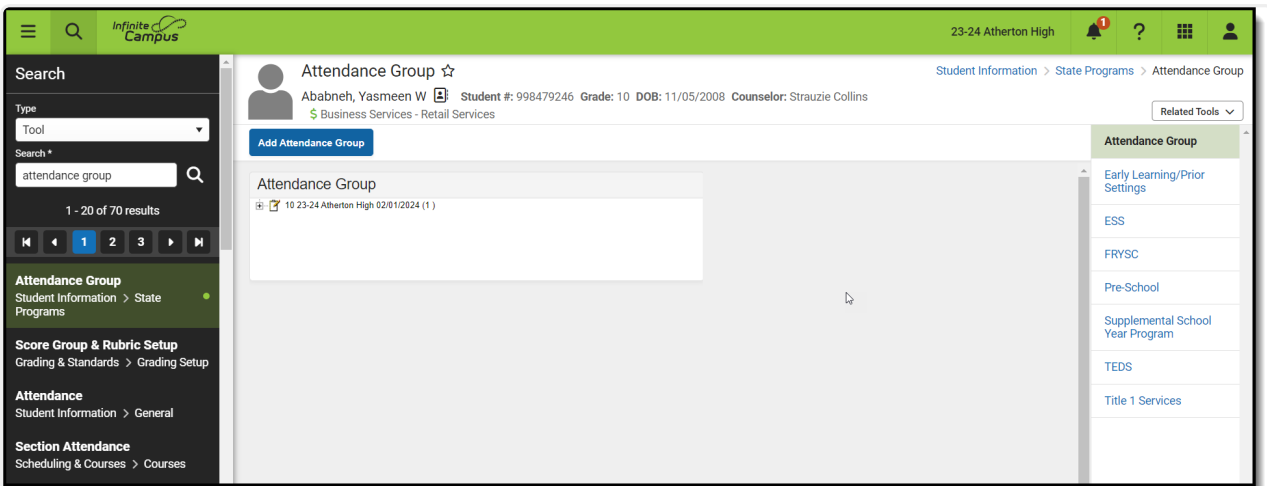 Infinite
Campus
23-24 Atherton High
1
?
Search
Type
Tool
Search *
attendance group
1 - 20 of 70 results
1 2 3
Attendance Group
Student Information > State
Programs
Score Group & Rubric Setup
Grading & Standards > Grading Setup
Attendance
Student Information > General
Section Attendance
Scheduling & Courses > Courses
Attendance Group
Student Information > State Programs > Attendance Group
Ababneh, Yasmeen W Student #: 998479246 Grade: 10 DOB: 11/05/2008 Counselor: Strauzie Collins
$ Business Services - Retail Services
Related Tools
Add Attendance Group
Attendance Group
10 23-24 Atherton High 02/01/2024 (1 )
Attendance Group
Early Learning/Prior
Settings
ESS
FRYSC
Pre-School
Supplemental School
Year Program
TEDS
Title 1 Services